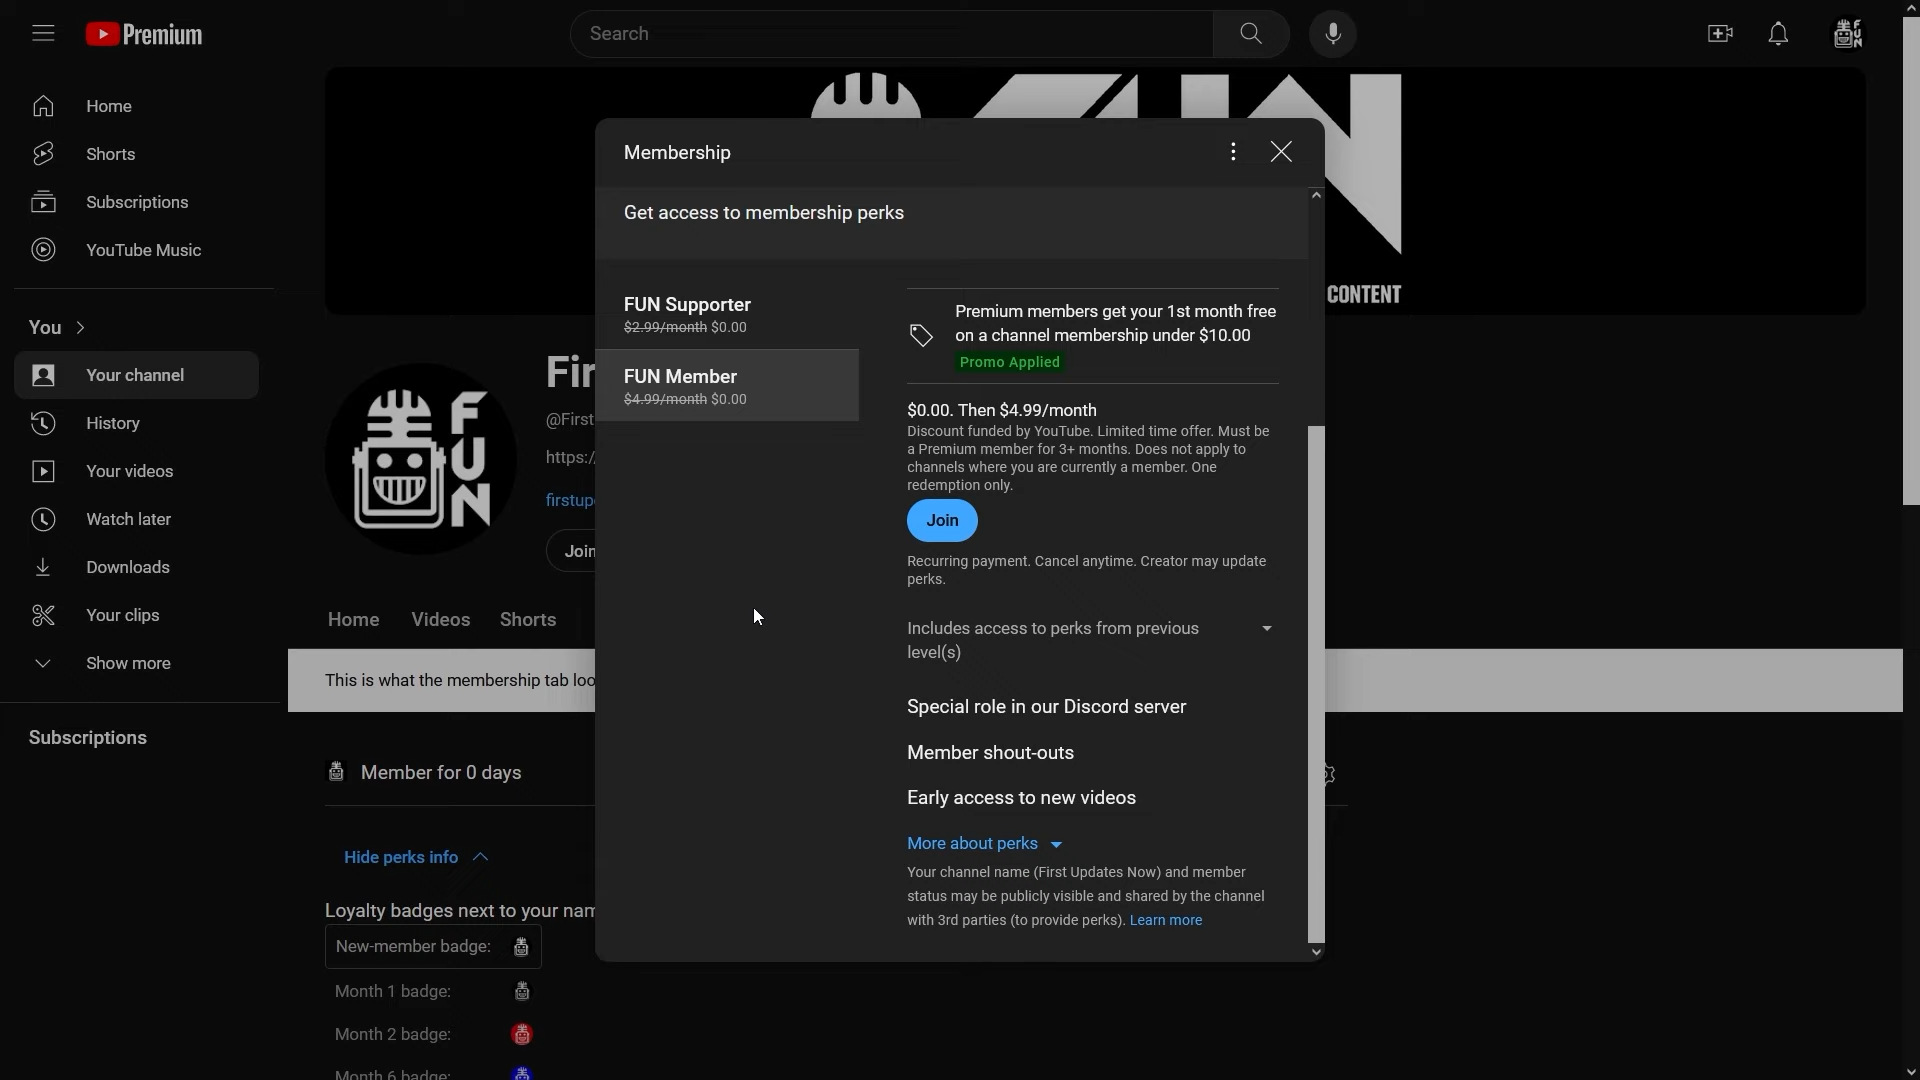 Premium
Search
FUN
Home
Shorts
Subscriptions
YouTube Music
You
Your channel
History
Your videos
Watch later
Downloads
Your clips
Show more
Subscriptions
CONTENT
FUN
Fir
@First
https:/
firstup
Join
Home Videos Shorts
This is what the membership tab loo
Member for 0 days
Hide perks info
Loyalty badges next to your nam
New-member badge:
Month 1 badge:
Month 2 badge:
Month 6 badge:
Membership
Get access to membership perks
FUN Supporter
$2.99/month $0.00
FUN Member
$4.99/month $0.00
Premium members get your 1st month free
on a channel membership under $10.00
Promo Applied
$0.00. Then $4.99/month
Discount funded by YouTube. Limited time offer. Must be
a Premium member for 3+ months. Does not apply to
channels where you are currently a member. One
redemption only.
Join
Recurring payment. Cancel anytime. Creator may update
perks.
Includes access to perks from previous
level(s)
Special role in our Discord server
Member shout-outs
Early access to new videos
More about perks
Your channel name (First Updates Now) and member
status may be publicly visible and shared by the channel
with 3rd parties (to provide perks). Learn more